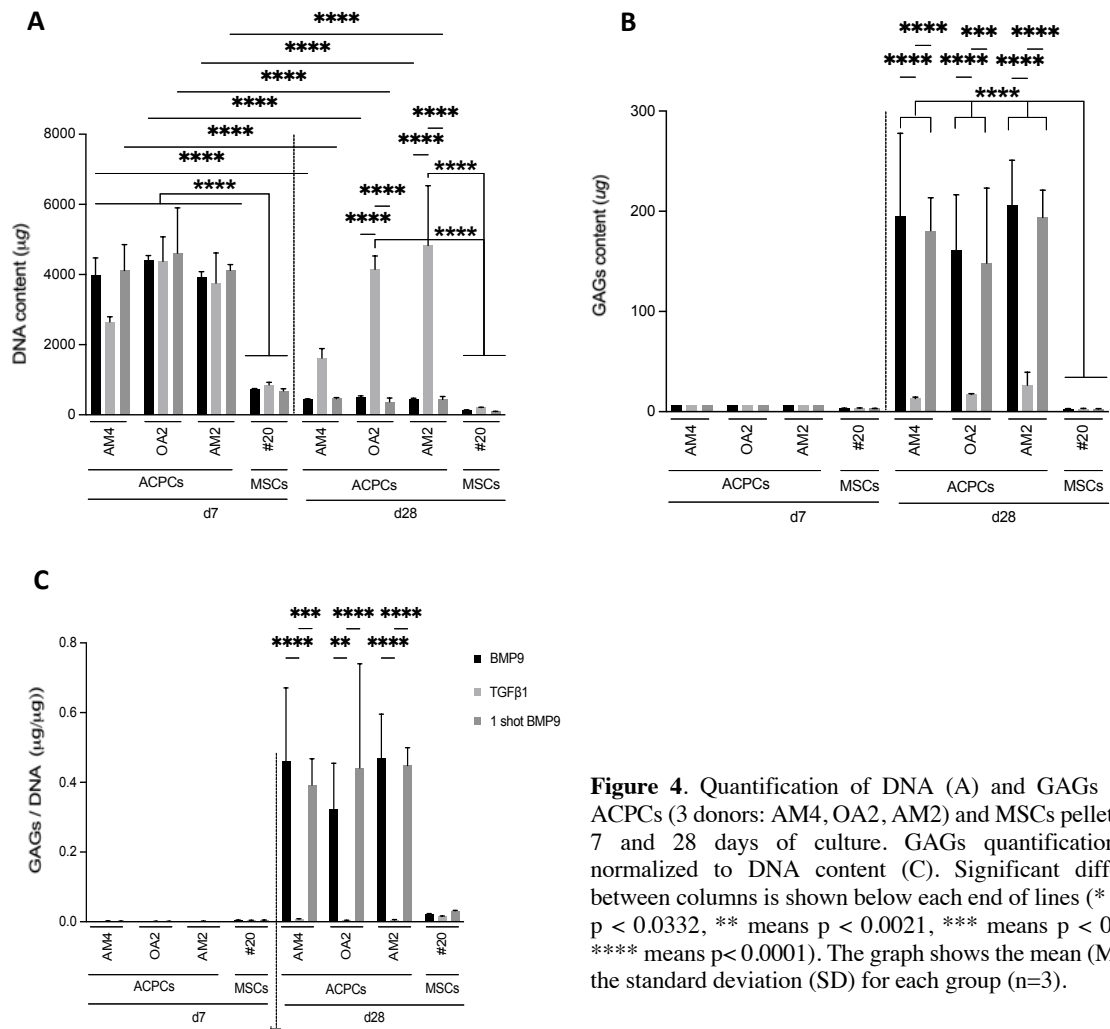 A
**** **** **** **** **** ****
****
**** **** ****
**** **** ****
8000
6000
4000
2000
0
DNA content (µg)
AM4 OA2 AM2 #20 AM4 OA2 AM2 #20
ACPCs MSCs ACPCs MSCs
d7 d28
B
**** *** ****
**** **** ****
****
300
200
100
0
GAGs content (ug)
AM4 OA2 AM2 #20 AM4 OA2 AM2 #20
ACPCs MSCs ACPCs MSCs
d7 d28
C
*** **** ****
**** ** ****
0.8
0.6
0.4
0.2
0.0
GAGs / DNA (µg/µg))
BMP9
TGFβ1
1 shot BMP9
AM4 OA2 AM2 #20 AM4 OA2 AM2 #20
ACPCs MSCs ACPCs MSCs
d7 d28
Figure 4. Quantification of DNA (A) and GAGs
ACPCs (3 donors: AM4, OA2, AM2) and MSCs pellet
7 and 28 days of culture. GAGs quantification
normalized to DNA content (C). Significant diff
between columns is shown below each end of lines (*
p < 0.0332, ** means p < 0.0021, *** means p < 0.
**** means p< 0.0001). The graph shows the mean (M
the standard deviation (SD) for each group (n=3).